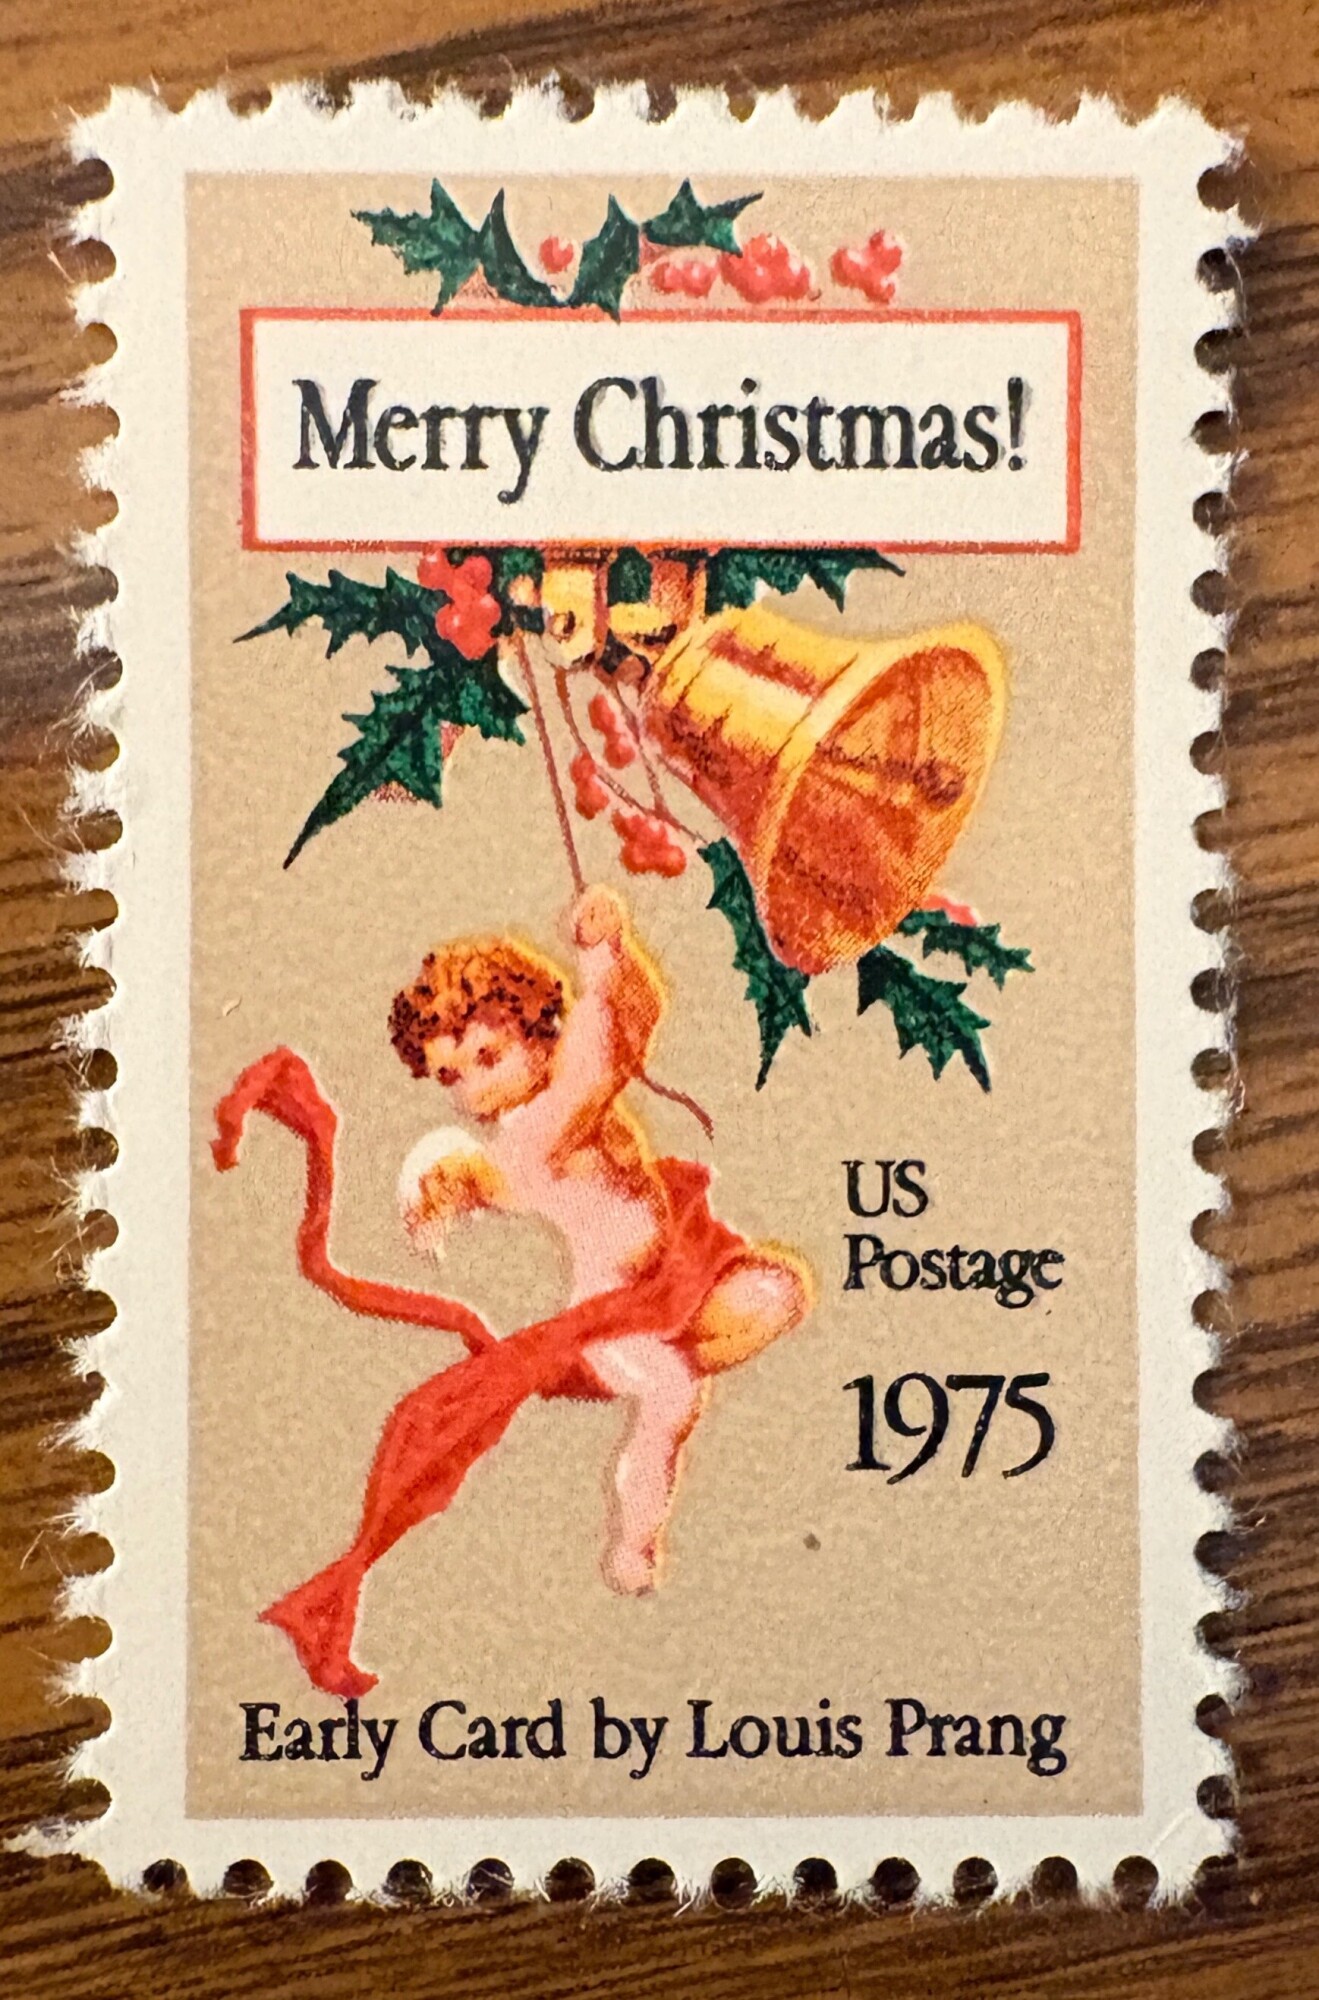 Merry Christmas!
US
Postage
1975
Early Card by Louis Prang